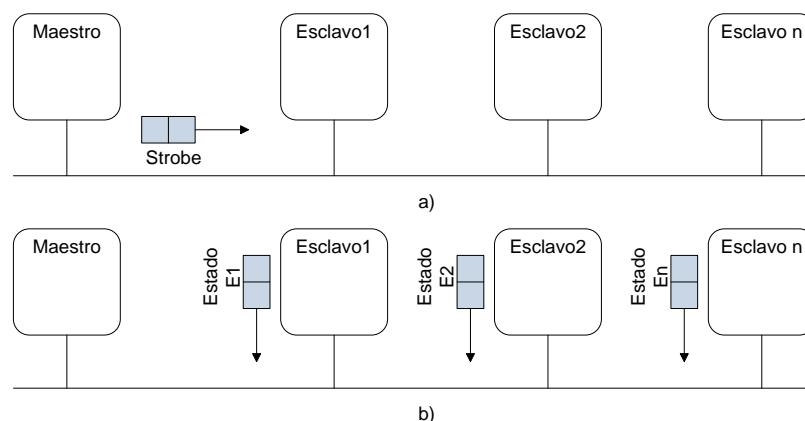 Maestro
Esclavo1
Esclavo2
Esclavo n
Strobe
a)
Maestro
Estado
E1
Esclavo1
Estado
E2
Esclavo2
Estado
En
Esclavo n
b)